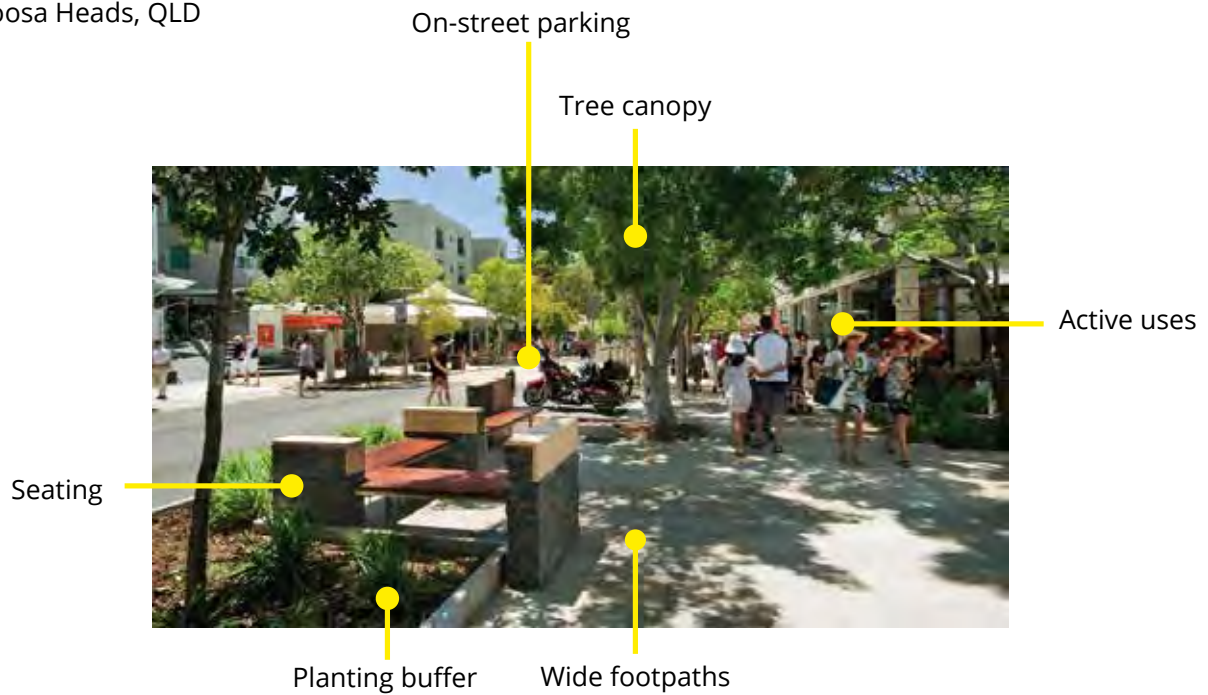 oosa Heads, QLD
On-street parking
Tree canopy
Active uses
Seating
Planting buffer
Wide footpaths